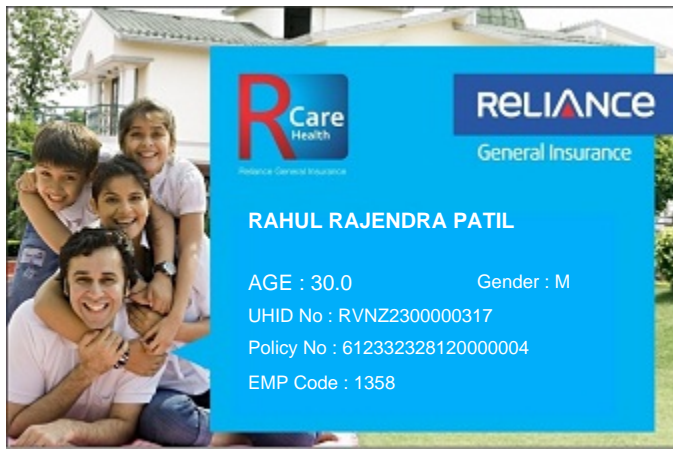 R Care
Health
Reliance General Insurance
RELIANCE
General Insurance
RAHUL RAJENDRA PATIL
AGE : 30.0 Gender : M
UHID No : RVNZ2300000317
Policy No : 612332328120000004
EMP Code : 1358